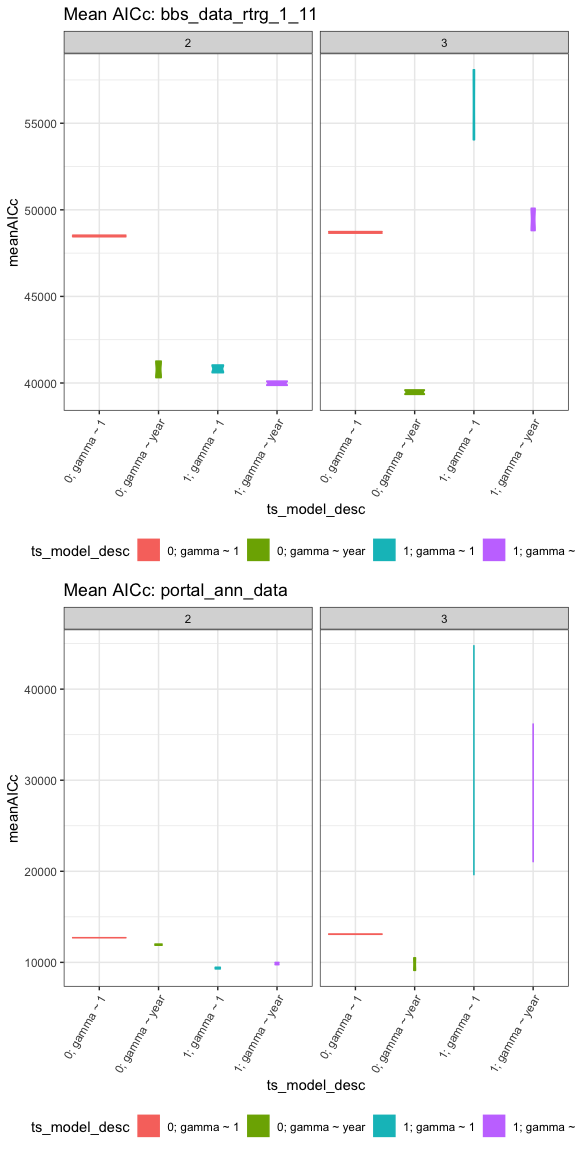 Mean AICc: bbs_data_rtrg_1_11
2 3
meanAICc
55000
50000
45000
40000
0; gamma ~ 1
0; gamma ~ year
1; gamma ~ 1
1; gamma ~ year
0; gamma ~ 1
0; gamma ~ year
1; gamma ~ 1
1; gamma ~ year
ts_model_desc
ts_model_desc 0; gamma ~ 1 0; gamma ~ year 1; gamma ~ 1 1; gamma ~
Mean AICc: portal_ann_data
2 3
meanAICc
40000
30000
20000
10000
0; gamma ~ 1
0; gamma ~ year
1; gamma ~ 1
1; gamma ~ year
0; gamma ~ 1
0; gamma ~ year
1; gamma ~ 1
1; gamma ~ year
ts_model_desc
ts_model_desc 0; gamma ~ 1 0; gamma ~ year 1; gamma ~ 1 1; gamma ~